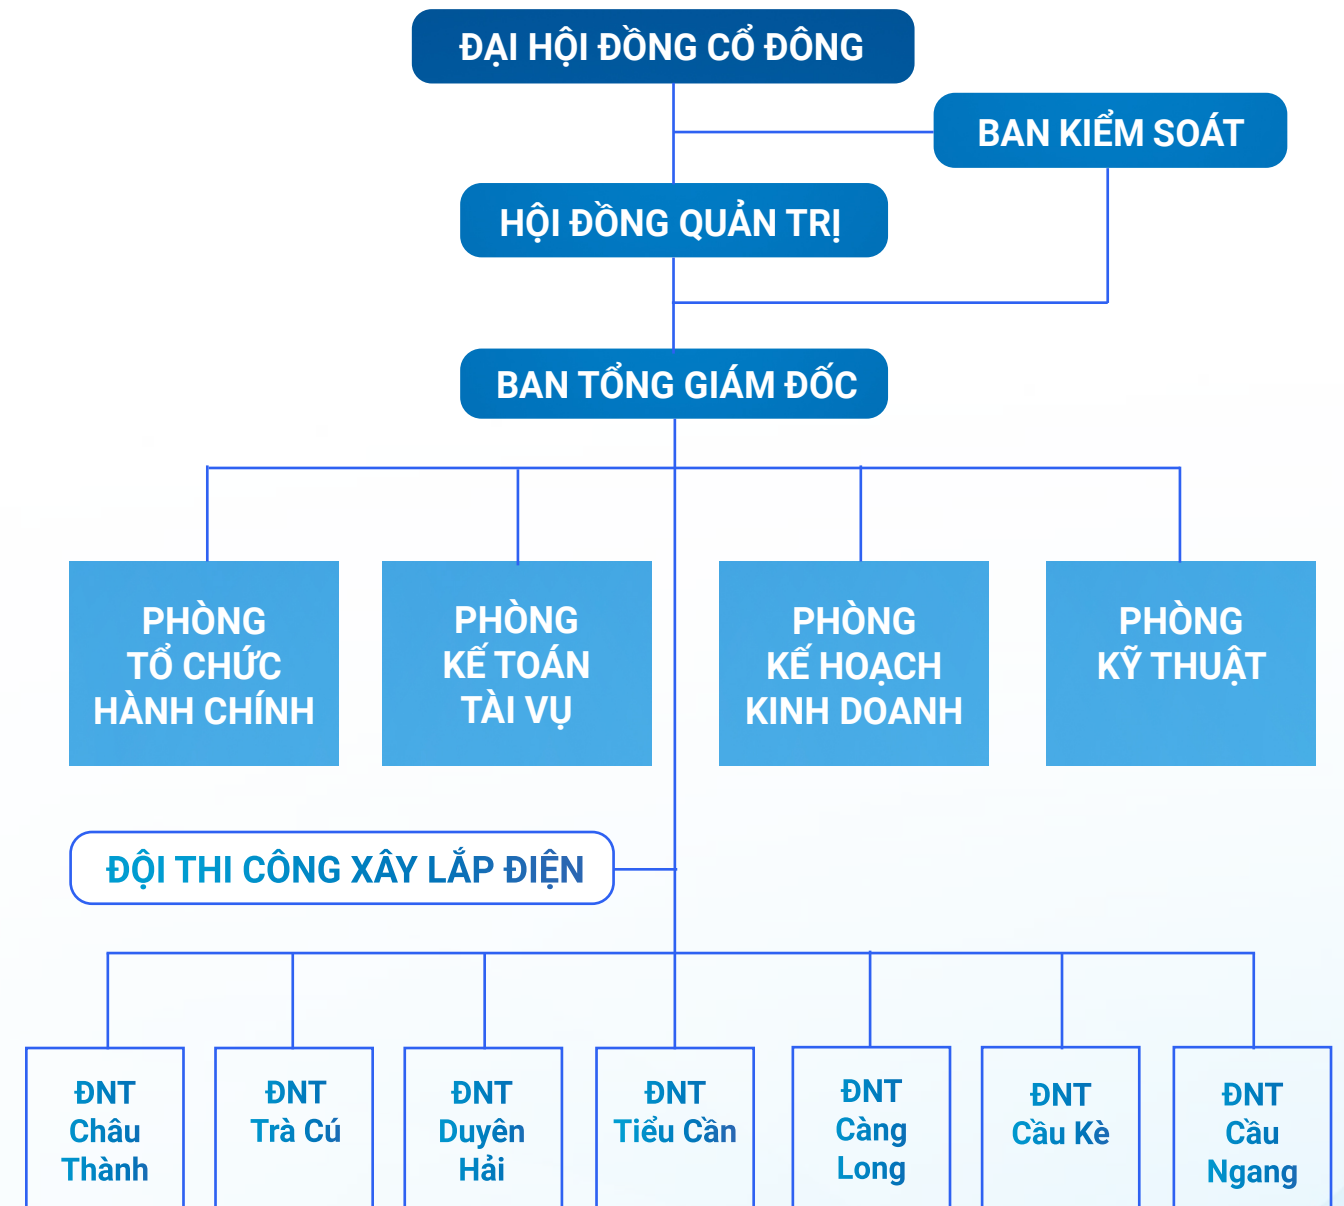 ĐẠI HỘI ĐỒNG CỔ ĐÔNG
BAN KIỂM SOÁT
HỘI ĐỒNG QUẢN TRỊ
BAN TỔNG GIÁM ĐỐC
PHÒNG
TỔ CHỨC
HÀNH CHÍNH
PHÒNG
KẾ TOÁN
TÀI VỤ
PHÒNG
KẾ HOẠCH
KINH DOANH
PHÒNG
KỸ THUẬT
ĐỘI THI CÔNG XÂY LẮP ĐIỆN
ĐNT
Châu
Thành
ĐNT
Trà Cú
ĐNT
Duyên
Hải
ĐNT
Tiểu Cần
ĐNT
Càng
Long
ĐNT
Cầu Kè
ĐNT
Cầu
Ngang